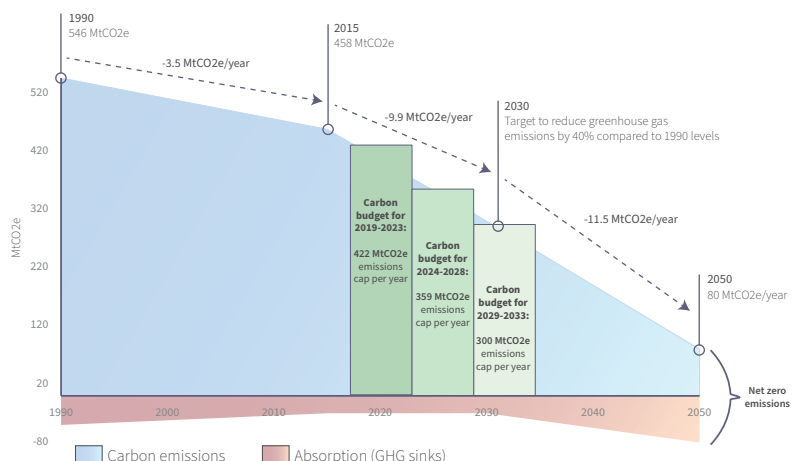 1990
546 MtCO2e
2015
458 MtCO2e
-3.5 MtCO2e/year
-9.9 MtCO2e/year
2030
Target to reduce greenhouse gas
emissions by 40% compared to 1990 levels
-11.5 MtCO2e/year
2050
80 MtCO2e/year
MtCO2e
520
420
320
220
120
20
-80
Carbon
budget for
2019-2023:
422 MtCO2e
emissions
cap per year
Carbon
budget for
2024-2028:
359 MtCO2e
emissions
cap per year
Carbon
budget for
2029-2033:
300 MtCO2e
emissions
cap per year
Net zero
emissions
1990
2000
2010
2020
2030
2040
2050
Carbon emissions
Absorption (GHG sinks)